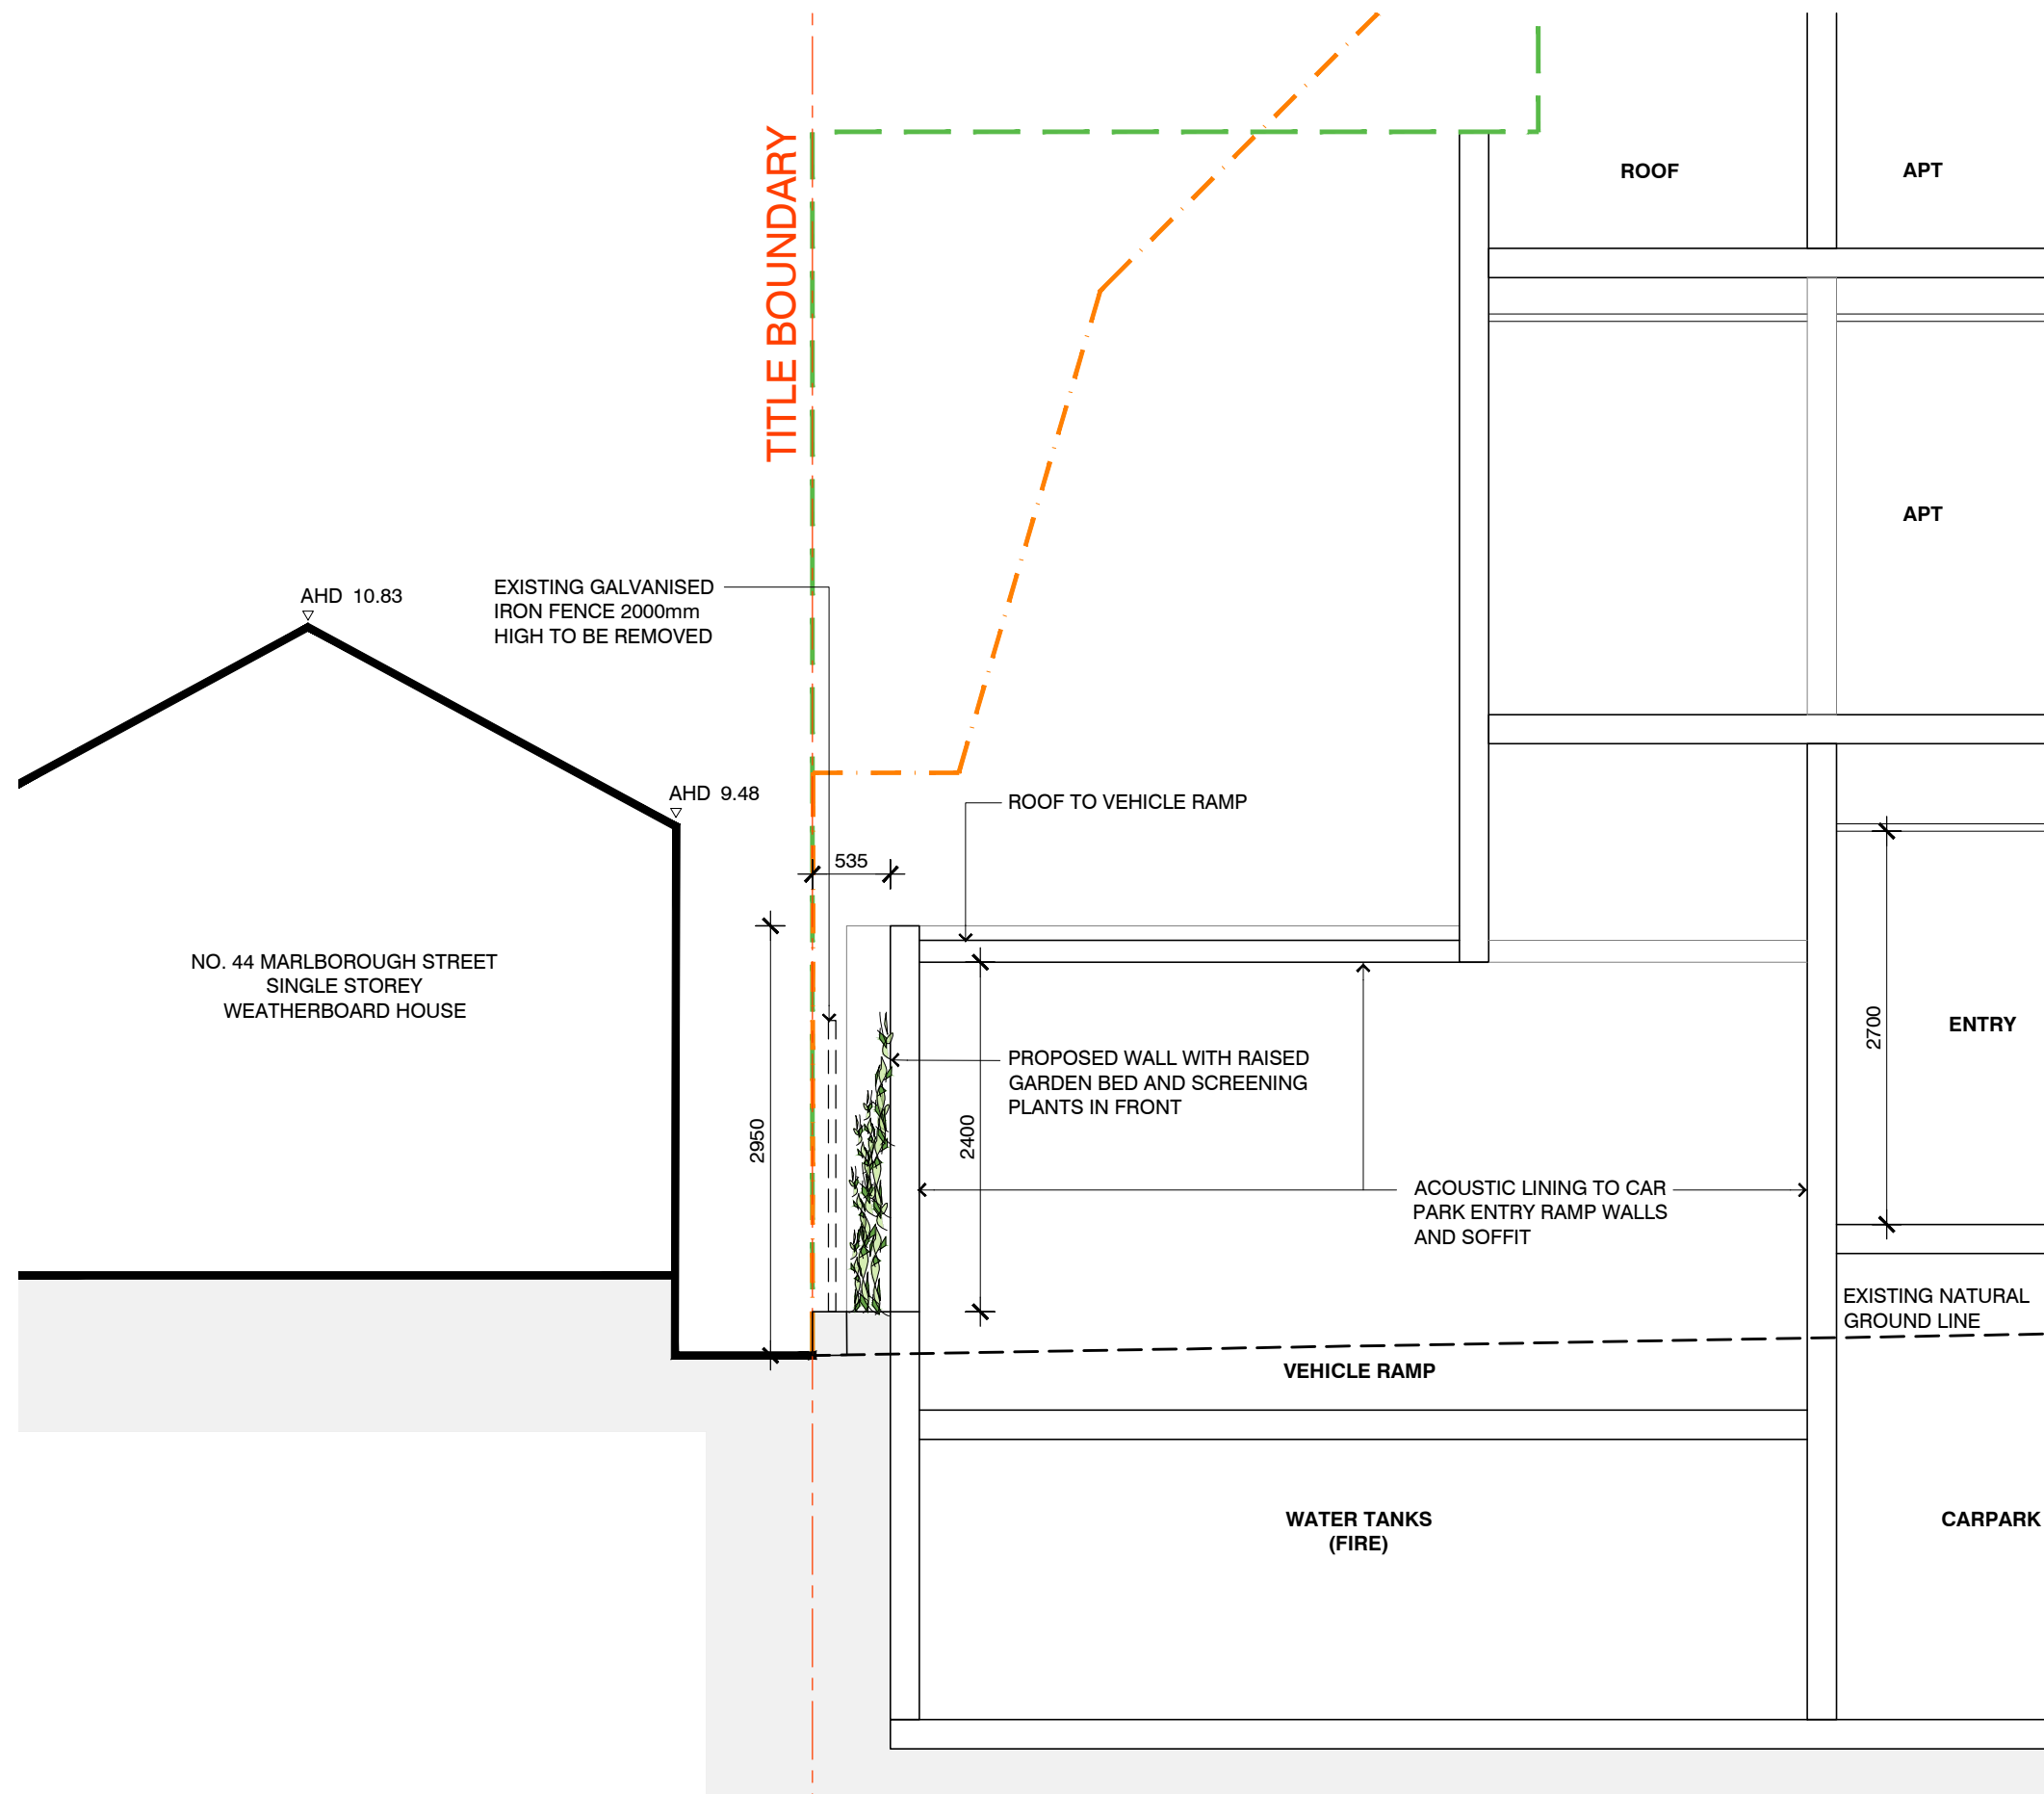 TITLE BOUNDARY
ROOF
APT
APT
AHD 10.83
EXISTING GALVANISED
IRON FENCE 2000mm
HIGH TO BE REMOVED
AHD 9.48
ROOF TO VEHICLE RAMP
535
NO. 44 MARLBOROUGH STREET
SINGLE STOREY
WEATHERBOARD HOUSE
2700
ENTRY
PROPOSED WALL WITH RAISED
GARDEN BED AND SCREENING
PLANTS IN FRONT
2950
2400
ACOUSTIC LINING TO CAR
PARK ENTRY RAMP WALLS
AND SOFFIT
EXISTING NATURAL
GROUND LINE
VEHICLE RAMP
WATER TANKS
(FIRE)
CARPARK